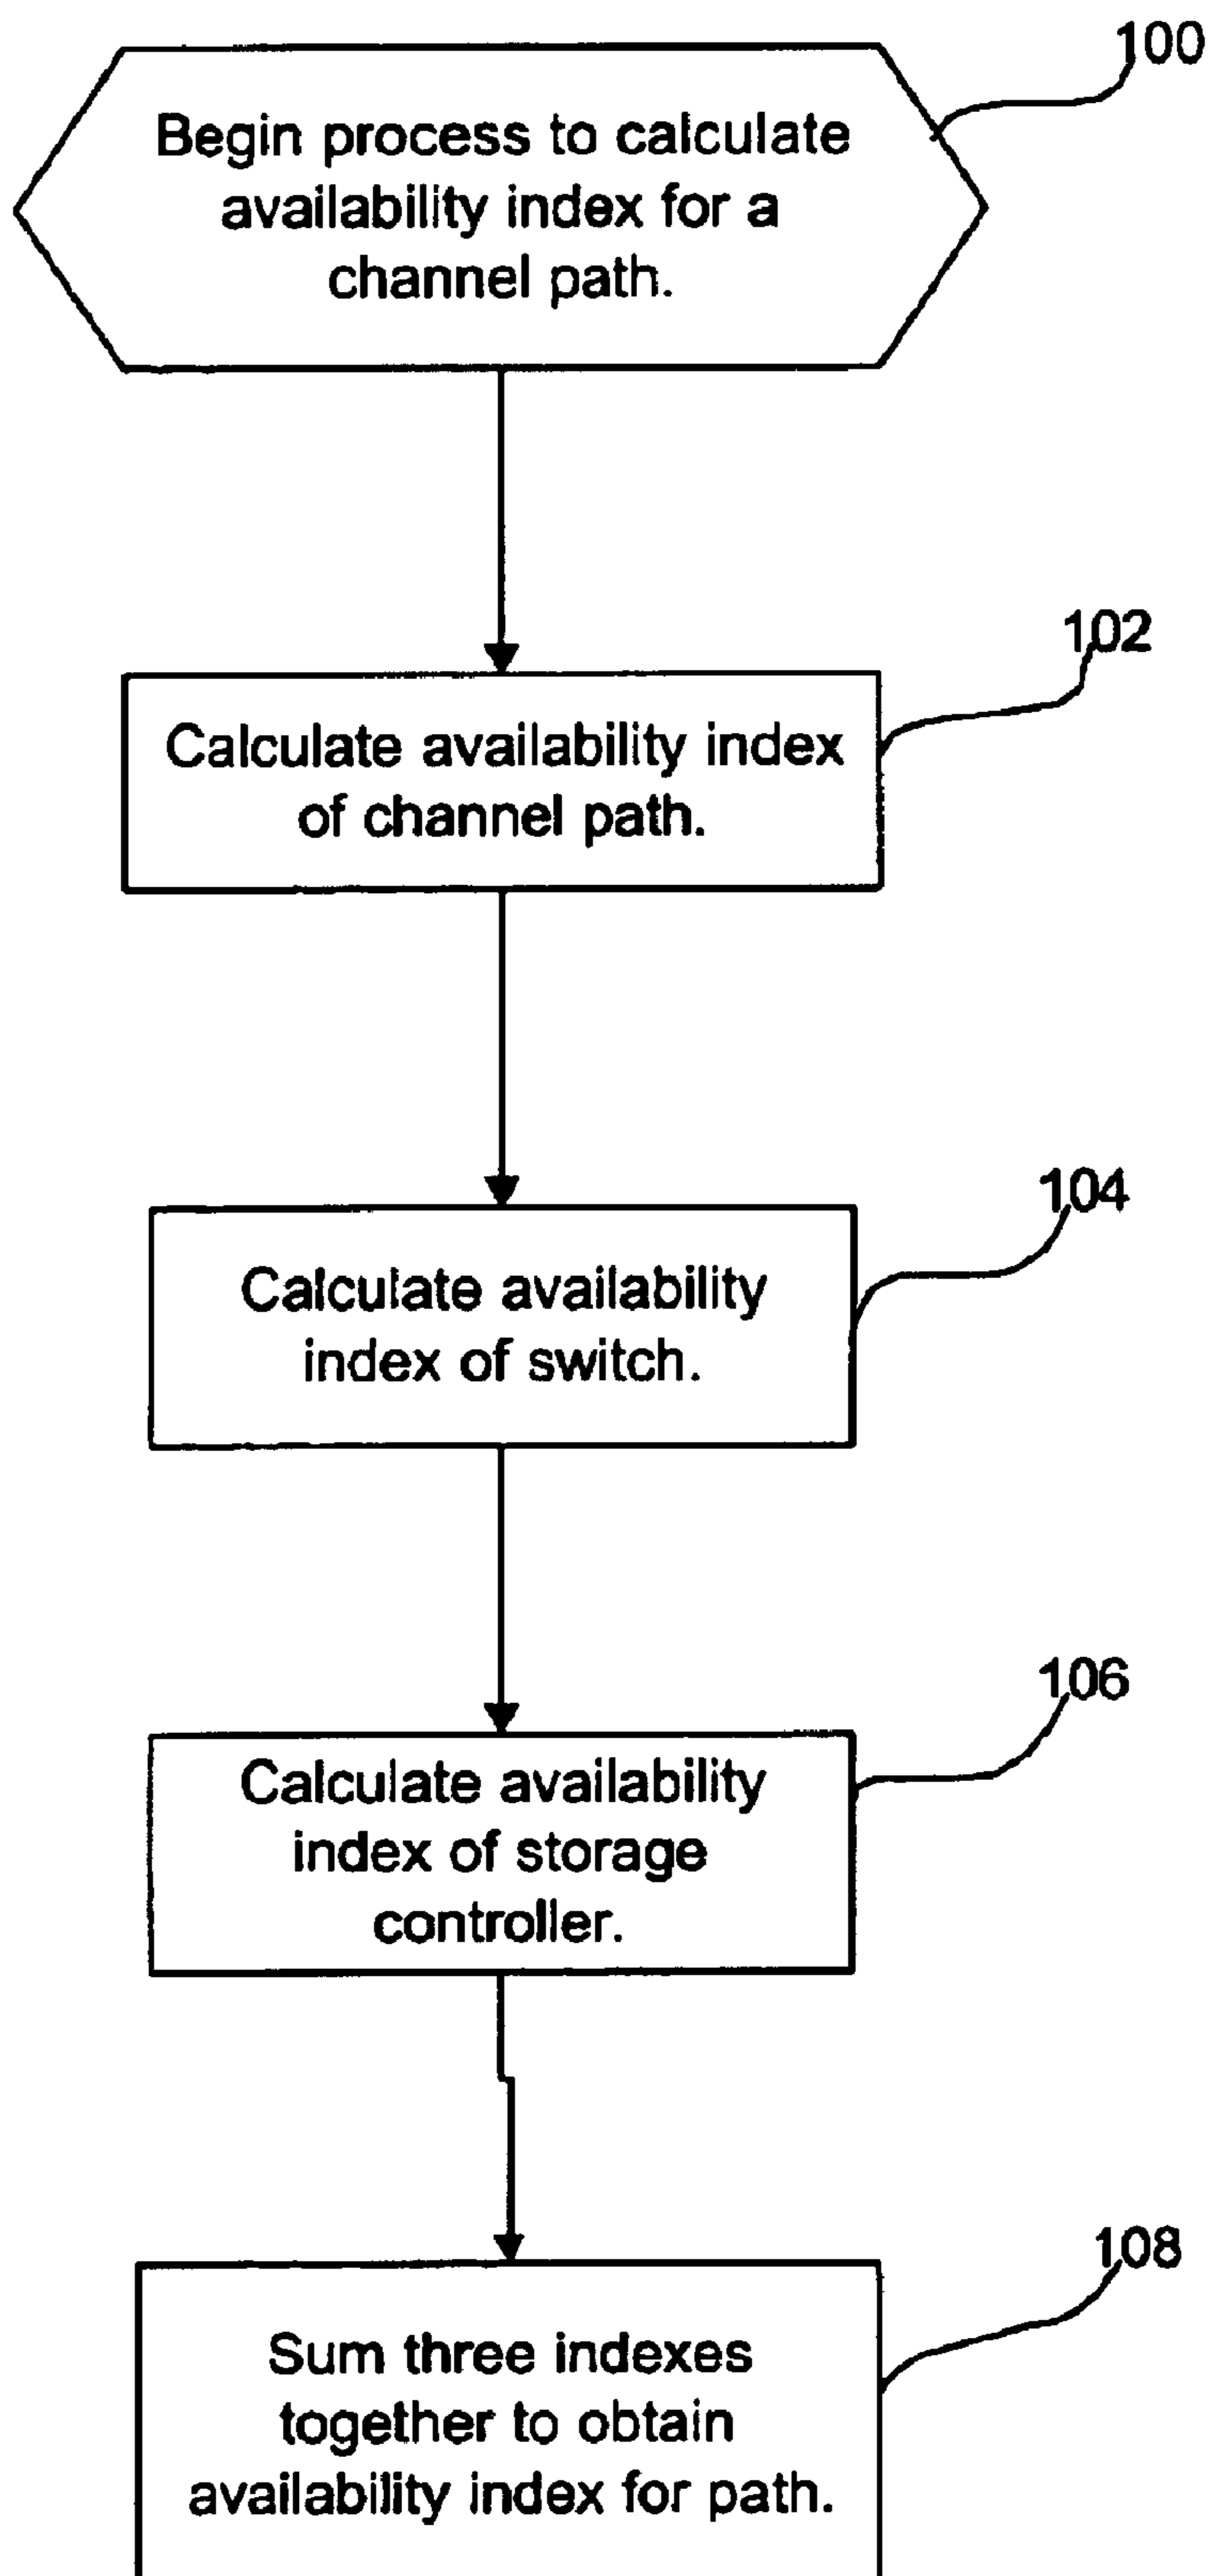 100
Begin process to calculate
availability index for a
channel path.
102
Calculate availability index
of channel path.
104
Calculate availability
index of switch.
106
Calculate availability
index of storage
controller.
108
Sum three indexes
together to obtain
availability index for path.